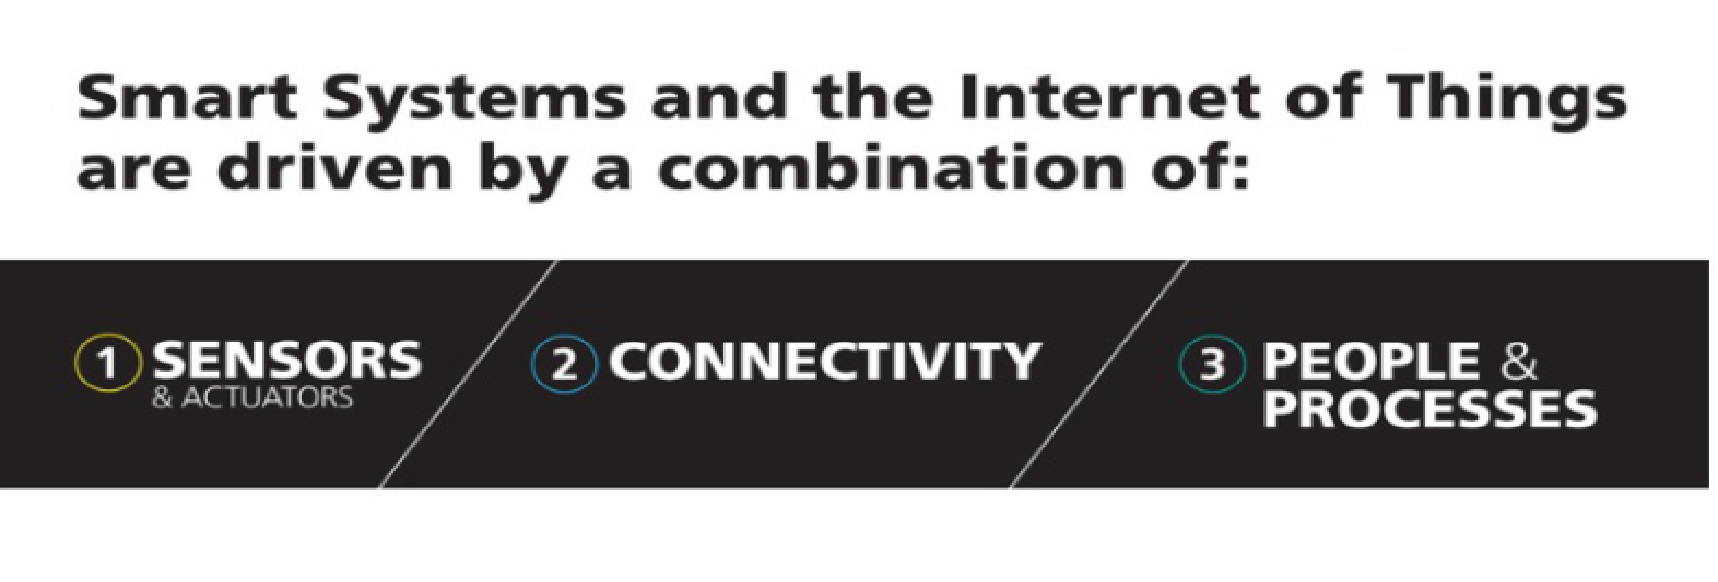 Smart Systems and the Internet of Things
are driven by a combination of:
1 SENSORS
& ACTUATORS
2 CONNECTIVITY
3 PEOPLE &
PROCESSES